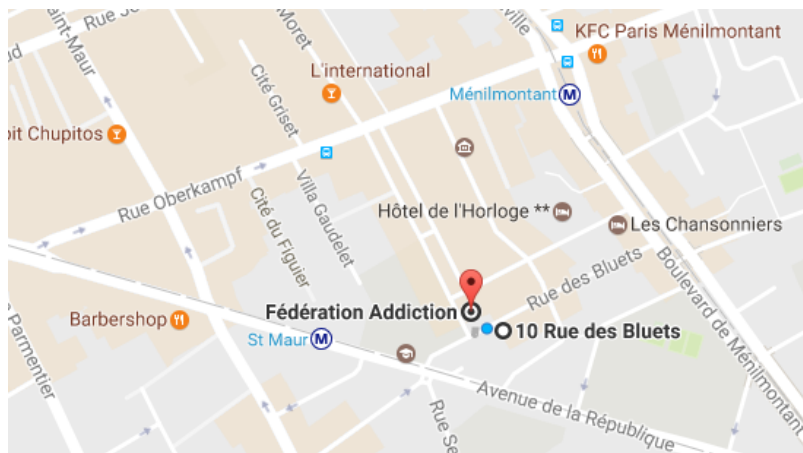 Rue J
aint-Maur
Moret
ville
KFC Paris Ménilmontant
L'international
Cité Griset
Ménilmontant M
oit Chupitos
Rue Oberkampf
Villa Gaudelet
Cité du Figuier
Hôtel de l'Horloge **
Les Chansonniers
Rue des Bluets
Boulevard de Ménilmontant
Fédération Addiction
10 Rue des Bluets
Barbershop
St Maur M
e Parmentier
Avenue de la République
Rue Se